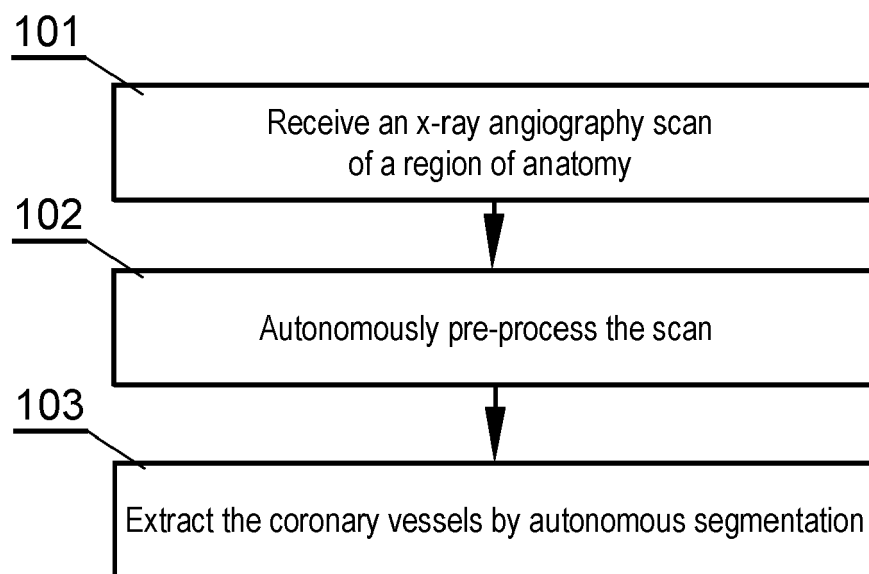 101
Receive an x-ray angiography scan
of a region of anatomy
102
Autonomously pre-process the scan
103
Extract the coronary vessels by autonomous segmentation